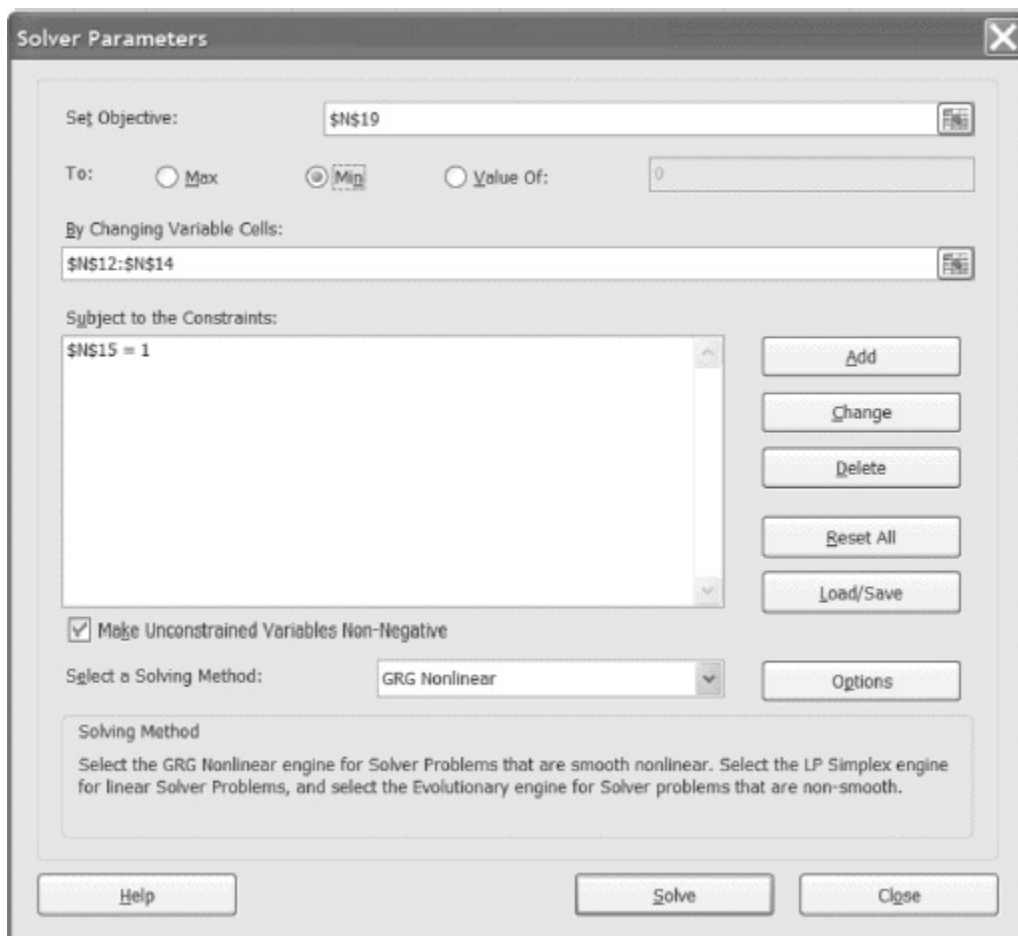 Solver Parameters
Set Objective: $N$19
To: Max Min Value Of: 0
By Changing Variable Cells:
$N$12:$N$14
Subject to the Constraints:
$N$15 = 1
Add
Change
Delete
Reset All
Load/Save
Make Unconstrained Variables Non-Negative
Select a Solving Method: GRG Nonlinear Options
Solving Method
Select the GRG Nonlinear engine for Solver Problems that are smooth nonlinear. Select the LP Simplex engine
for linear Solver Problems, and select the Evolutionary engine for Solver problems that are non-smooth.
Help Solve Close